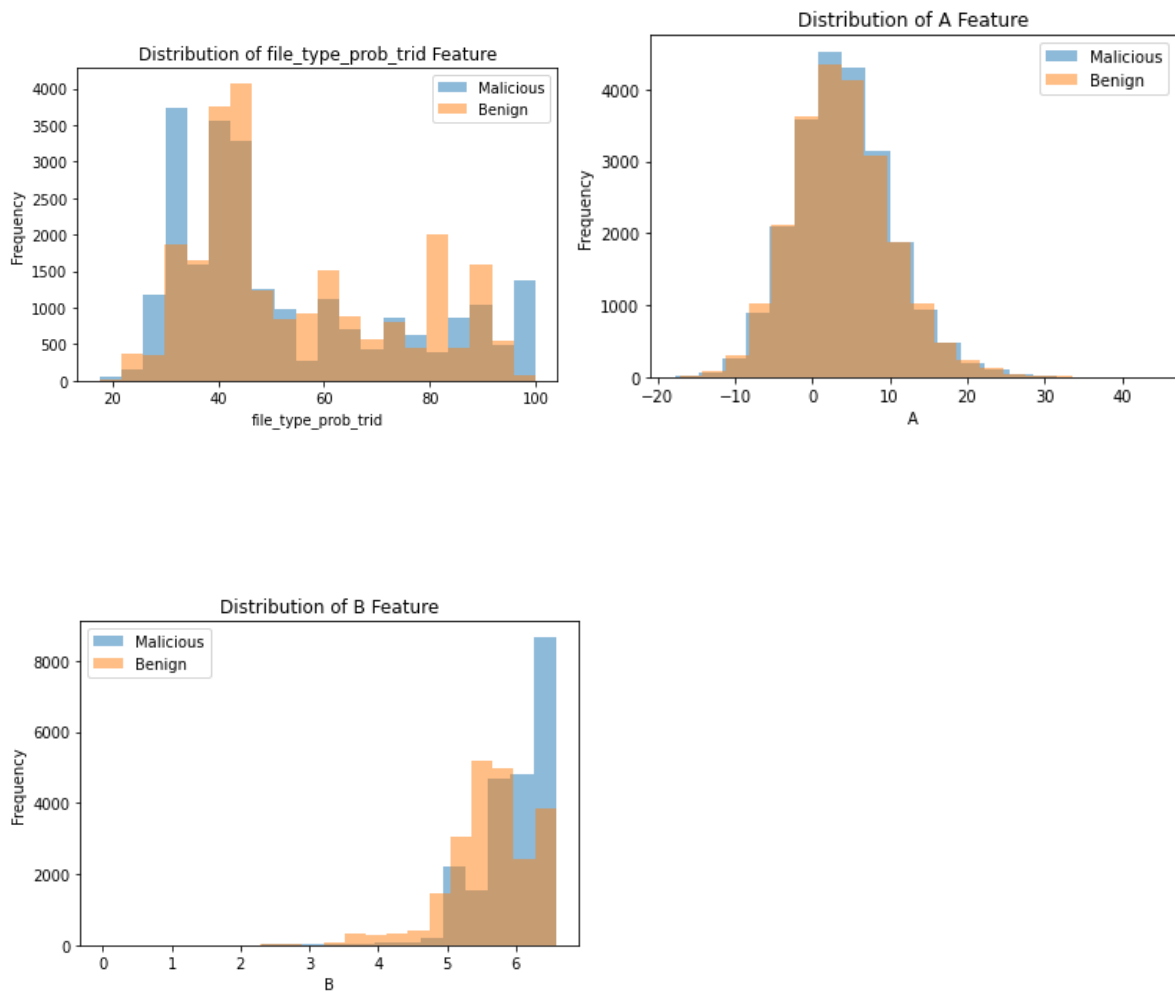 Distribution of file_type_prob_trid Feature
Malicious
Benign
4000
3500
3000
2500
2000
1500
1000
500
0
Frequency
20 40 60 80 100
file_type_prob_trid
Distribution of A Feature
Malicious
Benign
4000
3000
2000
1000
0
Frequency
−20 −10 0 10 20 30 40
A
Distribution of B Feature
Malicious
Benign
8000
6000
4000
2000
0
Frequency
0 1 2 3 4 5 6
B